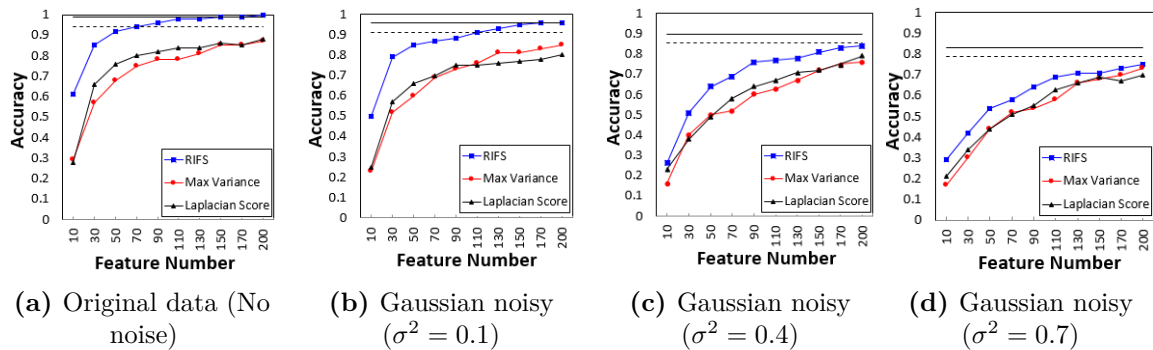 1
0.9
0.8
0.7
0.6
0.5
0.4
0.3
0.2
0.1
0
Accuracy
RIFS
Max Variance
Laplacian Score
10 30 50 70 90 110 130 150 170 200
Feature Number
(a) Original data (No
noise)
1
0.9
0.8
0.7
0.6
0.5
0.4
0.3
0.2
0.1
0
Accuracy
RIFS
Max Variance
Laplacian Score
10 30 50 70 90 110 130 150 170 200
Feature Number
(b) Gaussian noisy
(σ² = 0.1)
1
0.9
0.8
0.7
0.6
0.5
0.4
0.3
0.2
0.1
0
Accuracy
RIFS
Max Variance
Laplacian Score
10 30 50 70 90 110 130 150 170 200
Feature Number
(c) Gaussian noisy
(σ² = 0.4)
1
0.9
0.8
0.7
0.6
0.5
0.4
0.3
0.2
0.1
0
Accuracy
RIFS
Max Variance
Laplacian Score
10 30 50 70 90 110 130 150 170 200
Feature Number
(d) Gaussian noisy
(σ² = 0.7)